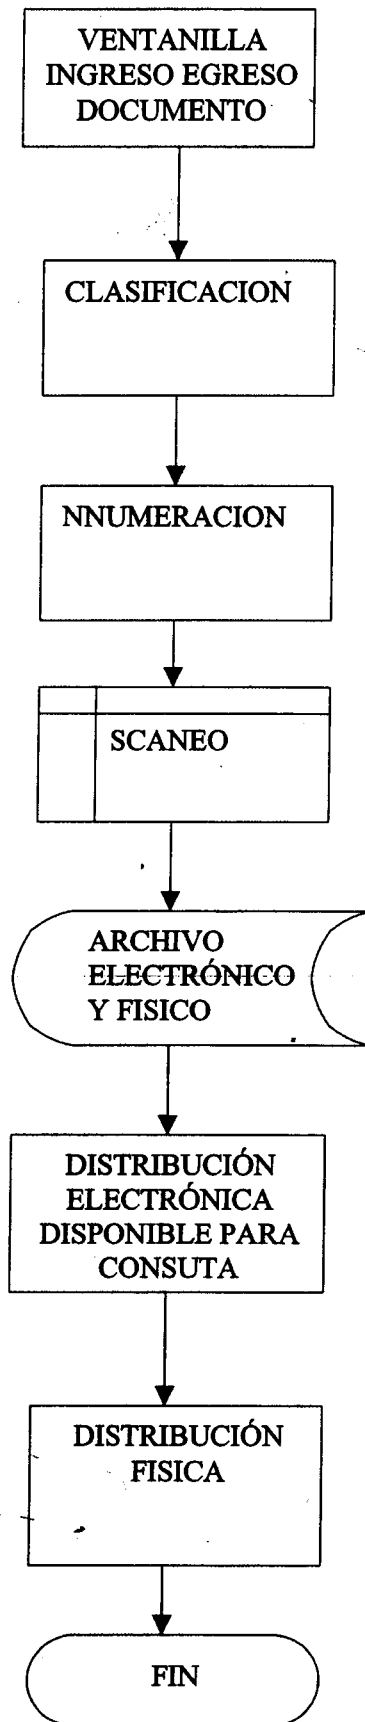 VENTANILLA
INGRESO EGRESO
DOCUMENTO
CLASIFICACION
NNUMERACION
SCANEO
ARCHIVO
ELECTRÓNICO
Y FISICO
DISTRIBUCIÓN
ELECTRÓNICA
DISPONIBLE PARA
CONSUTA
DISTRIBUCIÓN
FISICA
FIN